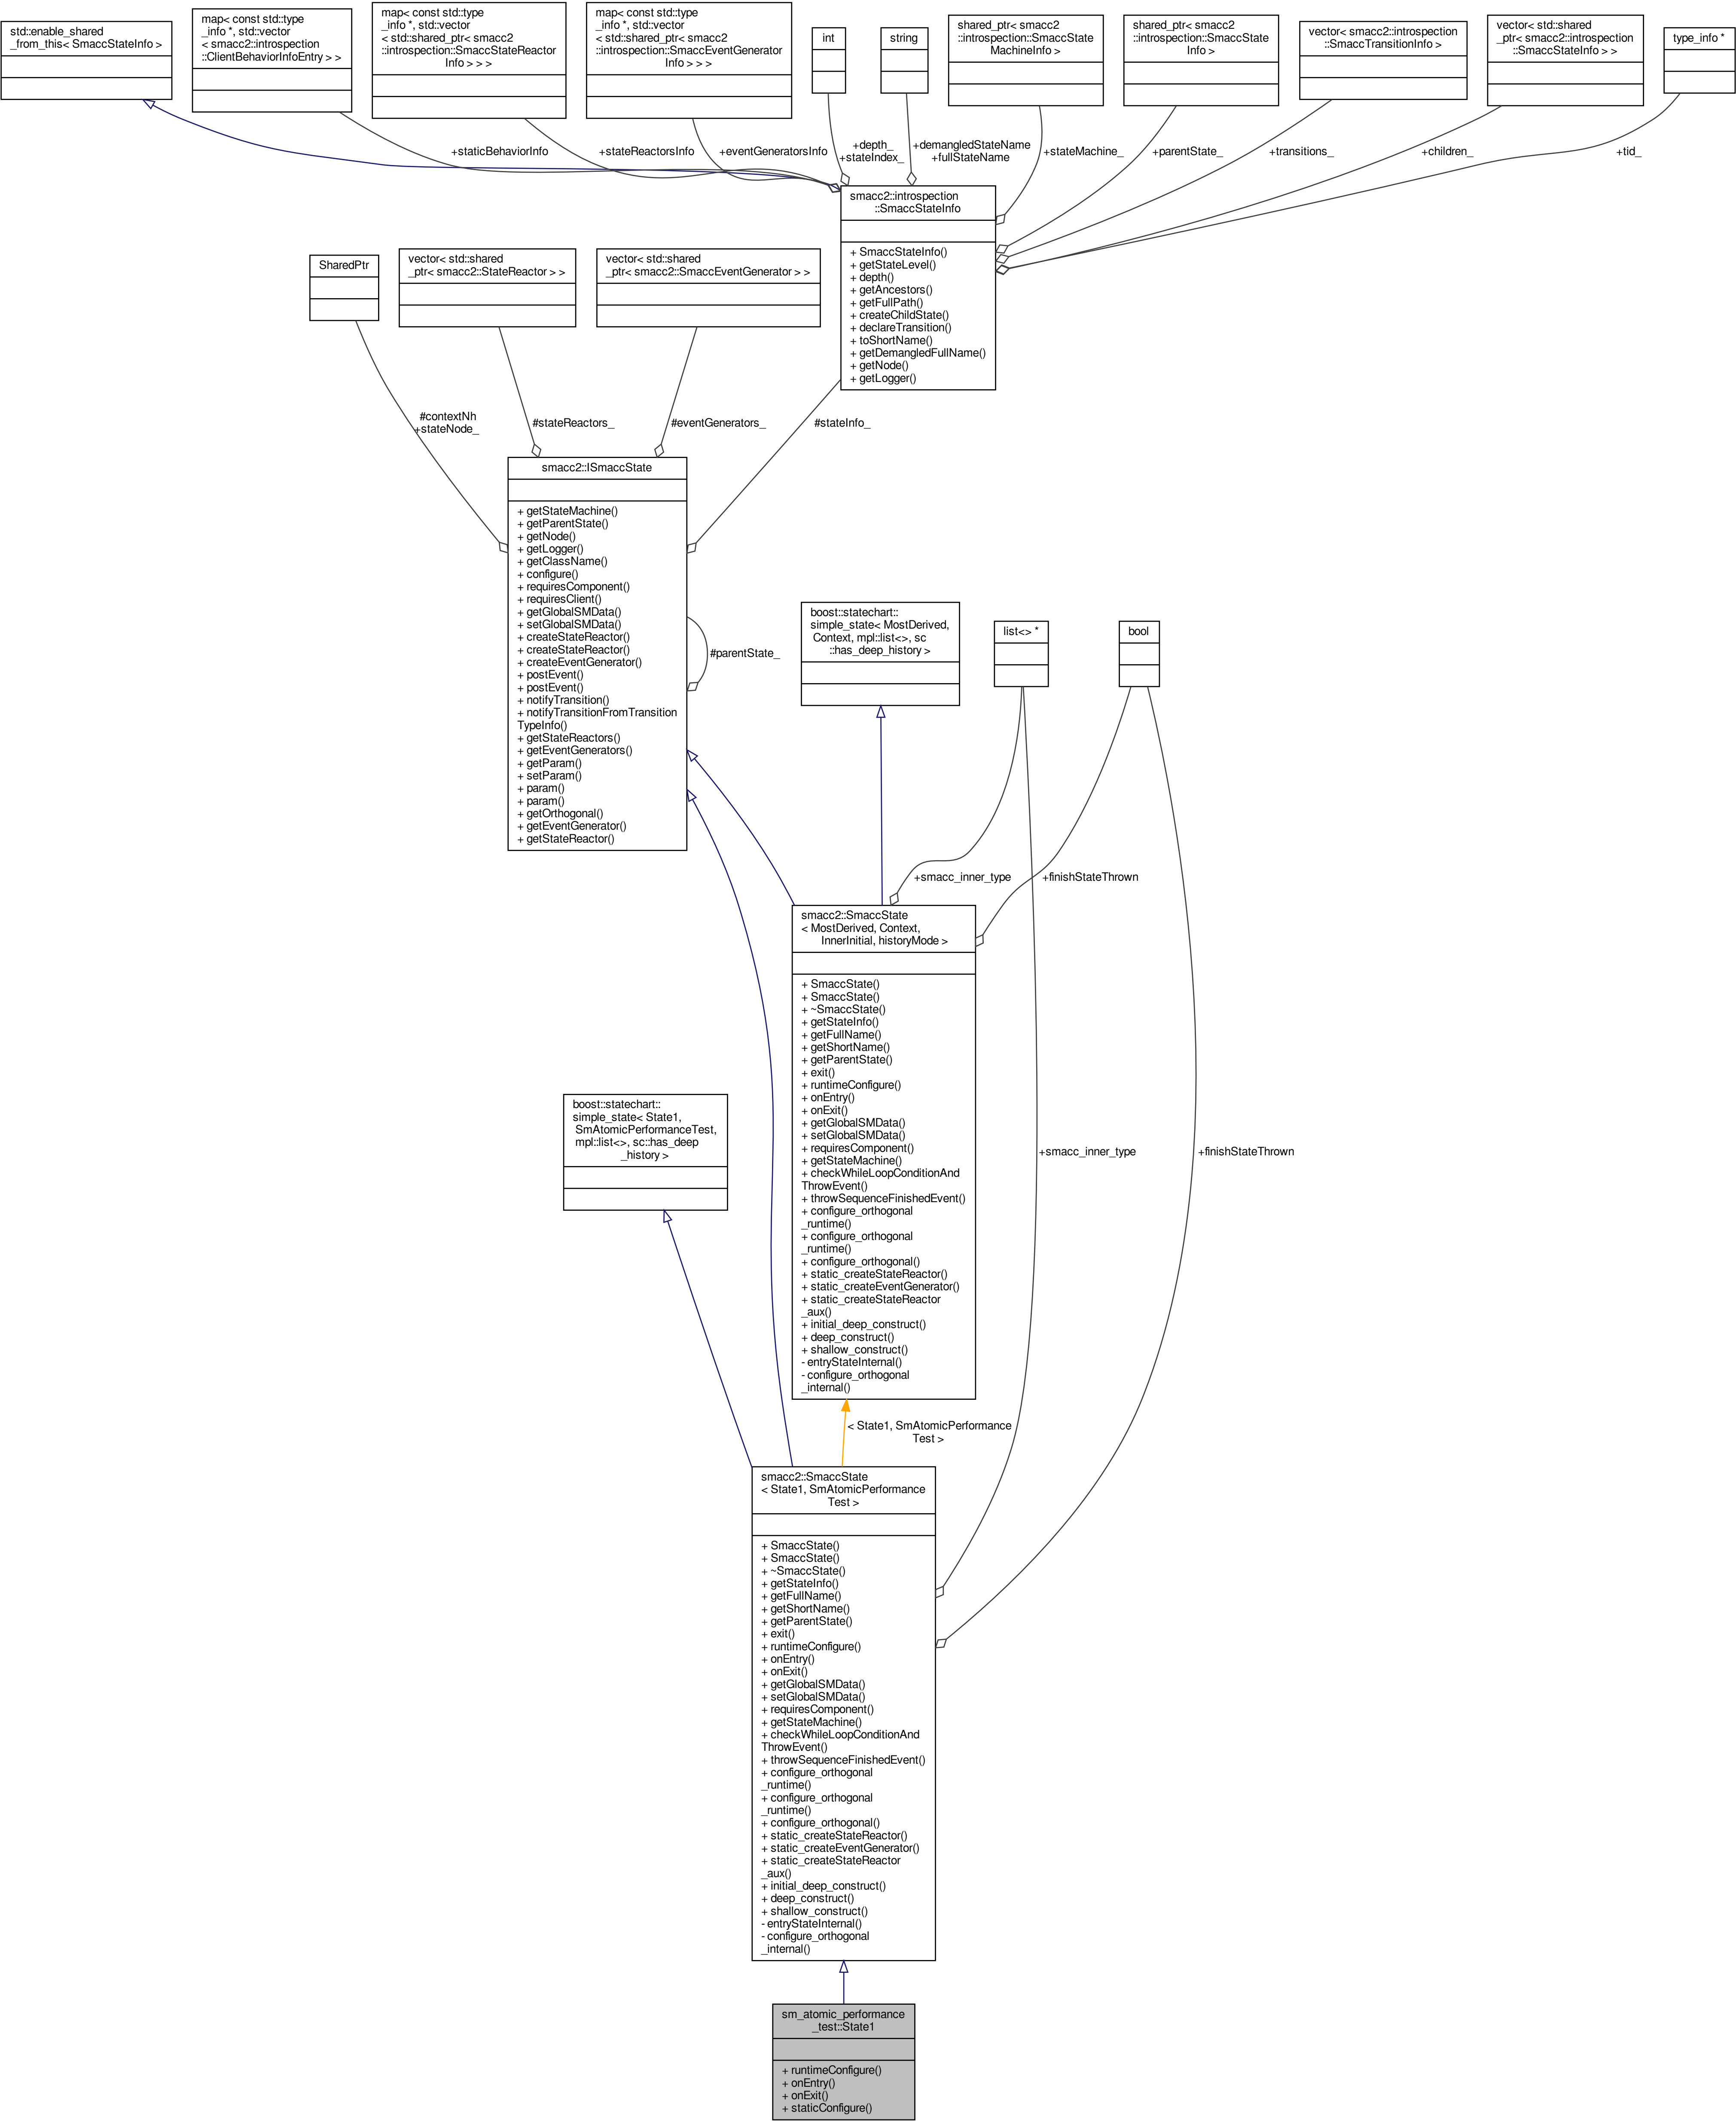 std::enable_shared
_from_this< SmaccStateInfo >
map< const std::type
_info *, std::vector
< smacc2::introspection
::ClientBehaviorInfoEntry > >
map< const std::type
_info *, std::vector
< std::shared_ptr< smacc2
::introspection::SmaccStateReactor
Info > > >
map< const std::type
_info *, std::vector
< std::shared_ptr< smacc2
::introspection::SmaccEventGenerator
Info > > >
int
string
shared_ptr< smacc2
::introspection::SmaccState
MachineInfo >
shared_ptr< smacc2
::introspection::SmaccState
Info >
vector< smacc2::introspection
::SmaccTransitionInfo >
vector< std::shared
_ptr< smacc2::introspection
::SmaccStateInfo > >
type_info *
+staticBehaviorInfo
+stateReactorsInfo
+eventGeneratorsInfo
+depth_
+stateIndex_
+demangledStateName
+fullStateName
+stateMachine_
+parentState_
+transitions_
+children_
+tid_
smacc2::introspection
::SmaccStateInfo
+ SmaccStateInfo()
+ getStateLevel()
+ depth()
+ getAncestors()
+ getFullPath()
+ createChildState()
+ declareTransition()
+ toShortName()
+ getDemangledFullName()
+ getNode()
+ getLogger()
SharedPtr
vector< std::shared
_ptr< smacc2::StateReactor > >
vector< std::shared
_ptr< smacc2::SmaccEventGenerator > >
#contextNh
+stateNode_
#stateReactors_
#eventGenerators_
#stateInfo_
smacc2::ISmaccState
+ getStateMachine()
+ getParentState()
+ getNode()
+ getLogger()
+ getClassName()
+ configure()
+ requiresComponent()
+ requiresClient()
+ getGlobalSMData()
+ setGlobalSMData()
+ createStateReactor()
+ createStateReactor()
+ createEventGenerator()
+ postEvent()
+ postEvent()
+ notifyTransition()
+ notifyTransitionFromTransition
TypeInfo()
+ getStateReactors()
+ getEventGenerators()
+ getParam()
+ setParam()
+ param()
+ param()
+ getOrthogonal()
+ getEventGenerator()
+ getStateReactor()
#parentState_
boost::statechart::
simple_state< MostDerived,
Context, mpl::list<>, sc
::has_deep_history >
list<> *
bool
+smacc_inner_type
+finishStateThrown
smacc2::SmaccState
< MostDerived, Context,
InnerInitial, historyMode >
+ SmaccState()
+ SmaccState()
+ ~SmaccState()
+ getStateInfo()
+ getFullName()
+ getShortName()
+ getParentState()
+ exit()
+ runtimeConfigure()
+ onEntry()
+ onExit()
+ getGlobalSMData()
+ setGlobalSMData()
+ requiresComponent()
+ getStateMachine()
+ checkWhileLoopConditionAnd
ThrowEvent()
+ throwSequenceFinishedEvent()
+ configure_orthogonal
_runtime()
+ configure_orthogonal
_runtime()
+ configure_orthogonal()
+ static_createStateReactor()
+ static_createEventGenerator()
+ static_createStateReactor
_aux()
+ initial_deep_construct()
+ deep_construct()
+ shallow_construct()
- entryStateInternal()
- configure_orthogonal
_internal()
boost::statechart::
simple_state< State1,
SmAtomicPerformanceTest,
mpl::list<>, sc::has_deep
_history >
+smacc_inner_type
+finishStateThrown
< State1, SmAtomicPerformance
Test >
smacc2::SmaccState
< State1, SmAtomicPerformance
Test >
+ SmaccState()
+ SmaccState()
+ ~SmaccState()
+ getStateInfo()
+ getFullName()
+ getShortName()
+ getParentState()
+ exit()
+ runtimeConfigure()
+ onEntry()
+ onExit()
+ getGlobalSMData()
+ setGlobalSMData()
+ requiresComponent()
+ getStateMachine()
+ checkWhileLoopConditionAnd
ThrowEvent()
+ throwSequenceFinishedEvent()
+ configure_orthogonal
_runtime()
+ configure_orthogonal
_runtime()
+ configure_orthogonal()
+ static_createStateReactor()
+ static_createEventGenerator()
+ static_createStateReactor
_aux()
+ initial_deep_construct()
+ deep_construct()
+ shallow_construct()
- entryStateInternal()
- configure_orthogonal
_internal()
sm_atomic_performance
_test::State1
+ runtimeConfigure()
+ onEntry()
+ onExit()
+ staticConfigure()